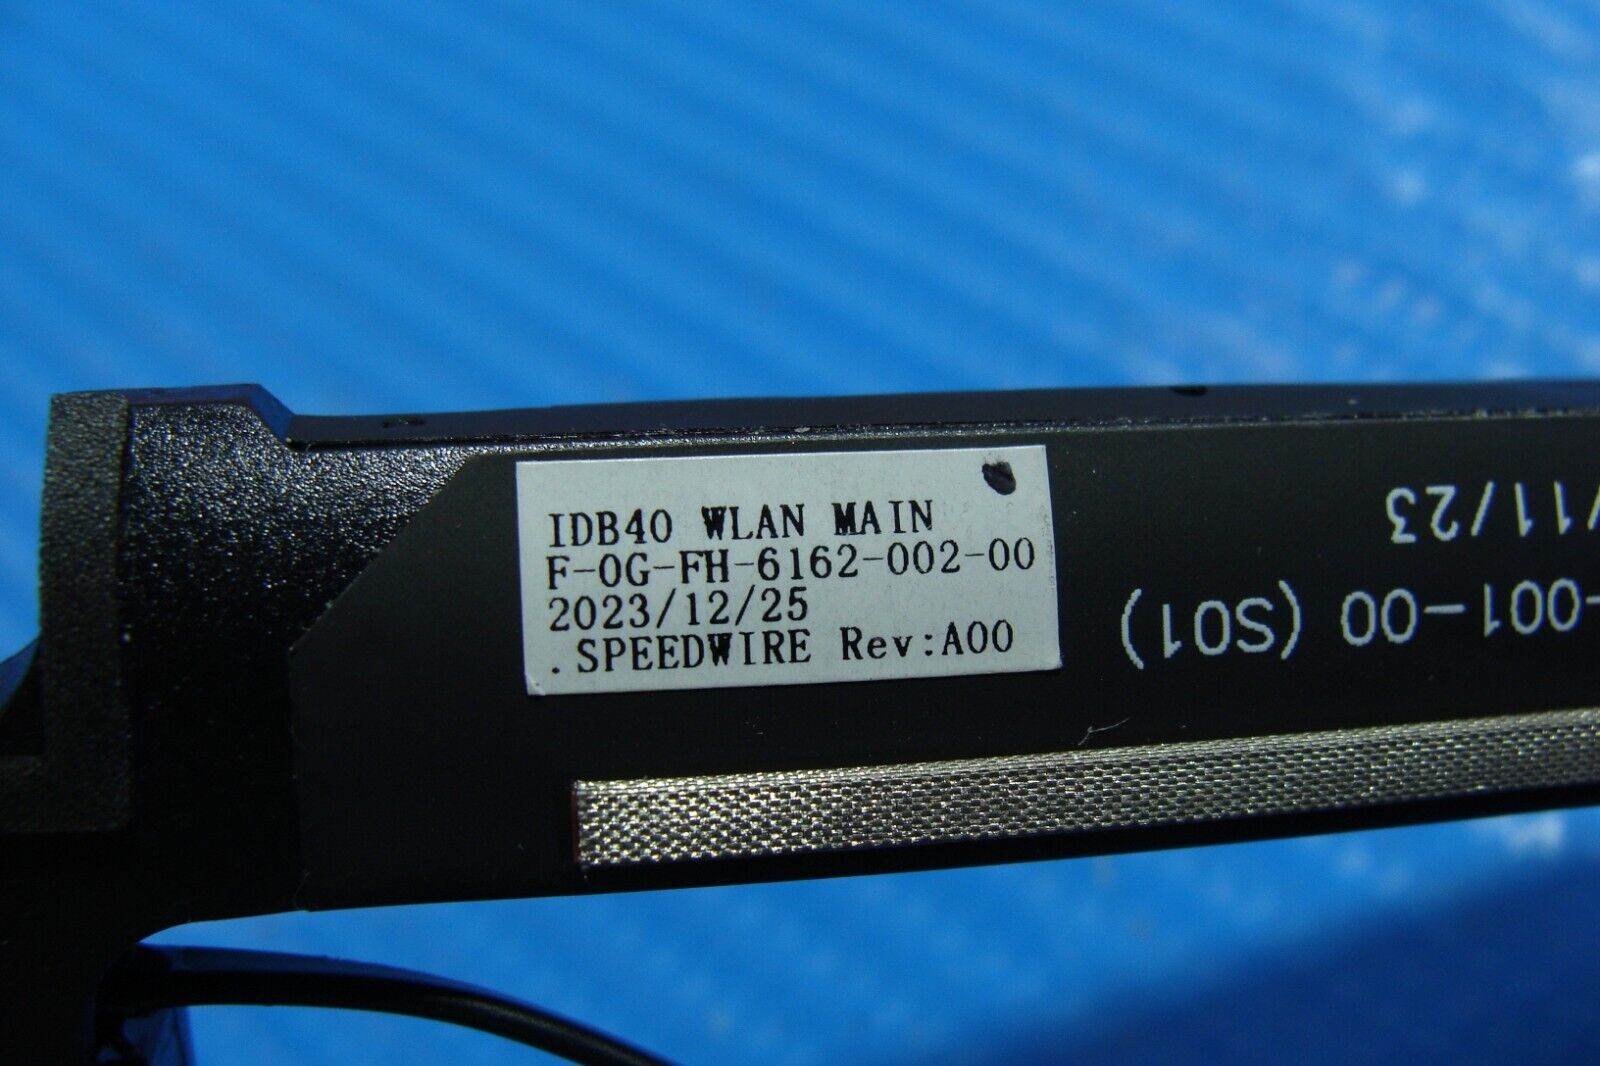 IDB40 WLAN MAIN
F-0G-FH-6162-002-00
2023/12/25
.SPEEDWIRE Rev:A00
-001-00 (S01)
/11/23